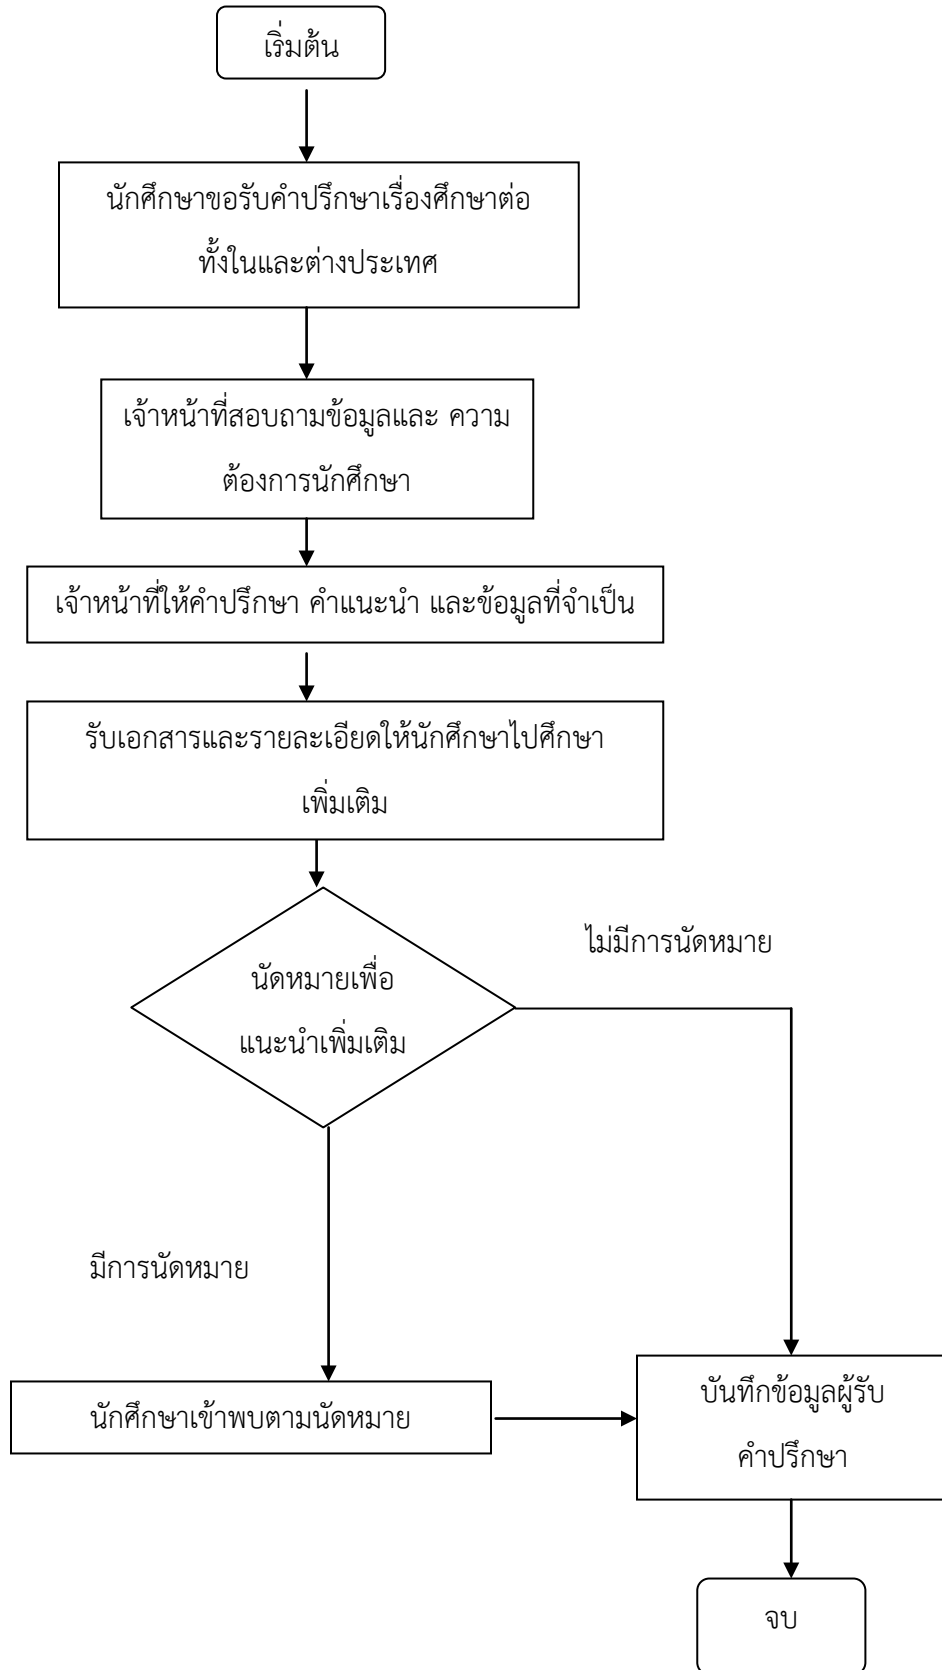 เริ่มต้น
นักศึกษาขอรับคำปรึกษาเรื่องศึกษาต่อ
ทั้งในและต่างประเทศ
เจ้าหน้าที่สอบถามข้อมูลและ ความ
ต้องการนักศึกษา
เจ้าหน้าที่ให้คำปรึกษา คำแนะนำ และข้อมูลที่จำเป็น
รับเอกสารและรายละเอียดให้นักศึกษาไปศึกษา
เพิ่มเติม
ไม่มีการนัดหมาย
นัดหมายเพื่อ
แนะนำเพิ่มเติม
มีการนัดหมาย
นักศึกษาเข้าพบตามนัดหมาย
บันทึกข้อมูลผู้รับ
คำปรึกษา
จบ